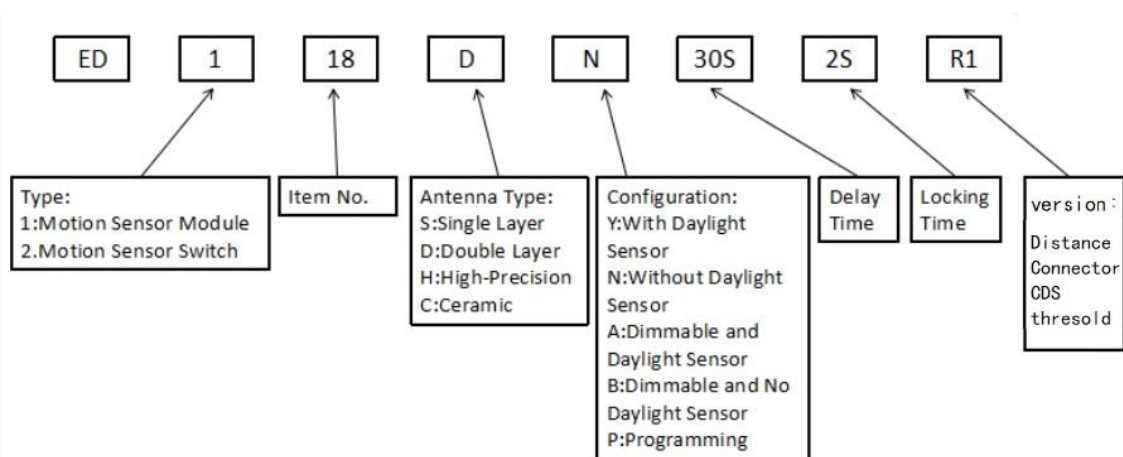 ED 1 18 D N 30S 2S R1
Type:
1:Motion Sensor Module
2.Motion Sensor Switch
Item No.
Antenna Type:
S:Single Layer
D:Double Layer
H:High-Precision
C:Ceramic
Configuration:
Y:With Daylight
Sensor
N:Without Daylight
Sensor
A:Dimmable and
Daylight Sensor
B:Dimmable and No
Daylight Sensor
P:Programming
Delay
Time
Locking
Time
version:
Distance
Connector
CDS
thresold